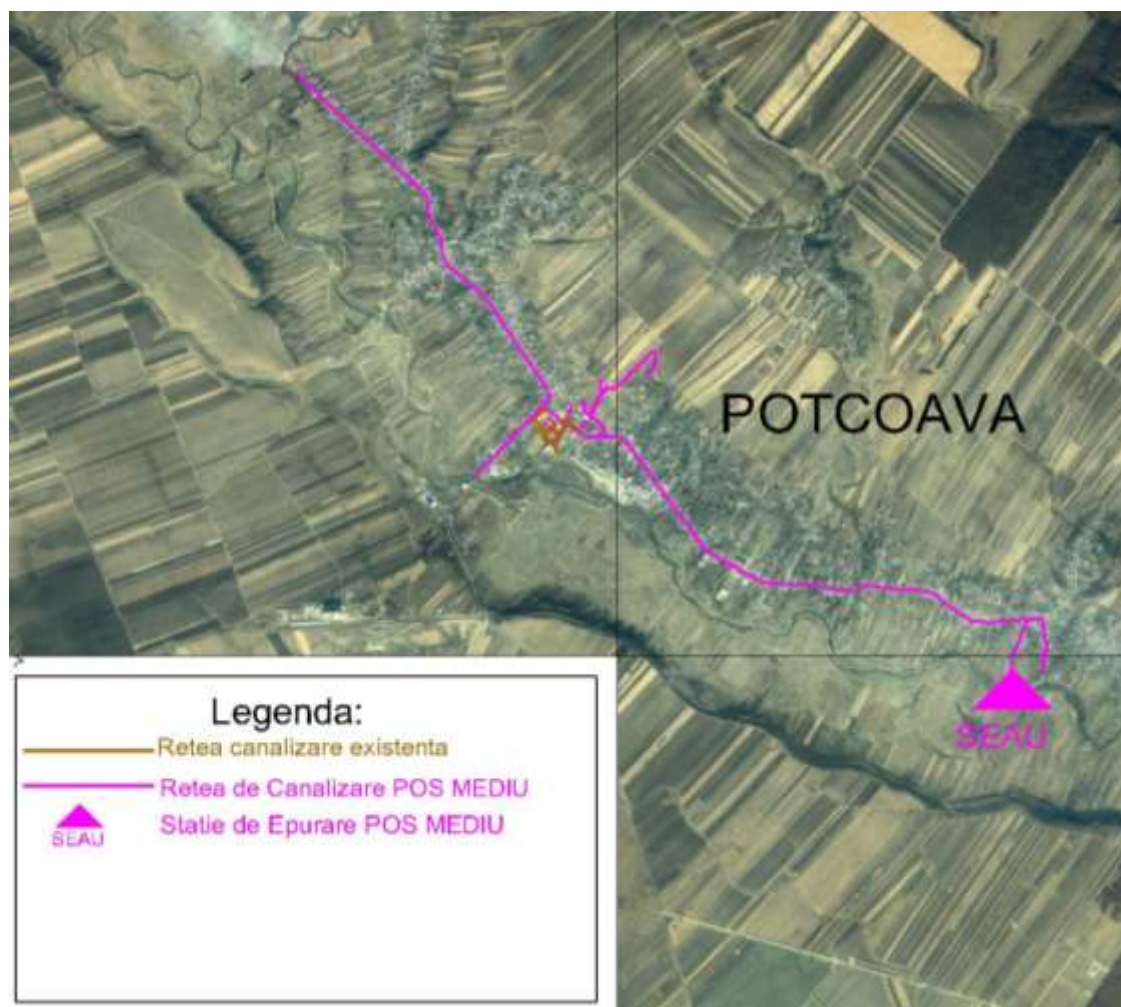 POTCOAVA
SEAU
Legenda:
Retea canalizare existenta
Retea de Canalizare POS MEDIU
Statie de Epurare POS MEDIU
SEAU